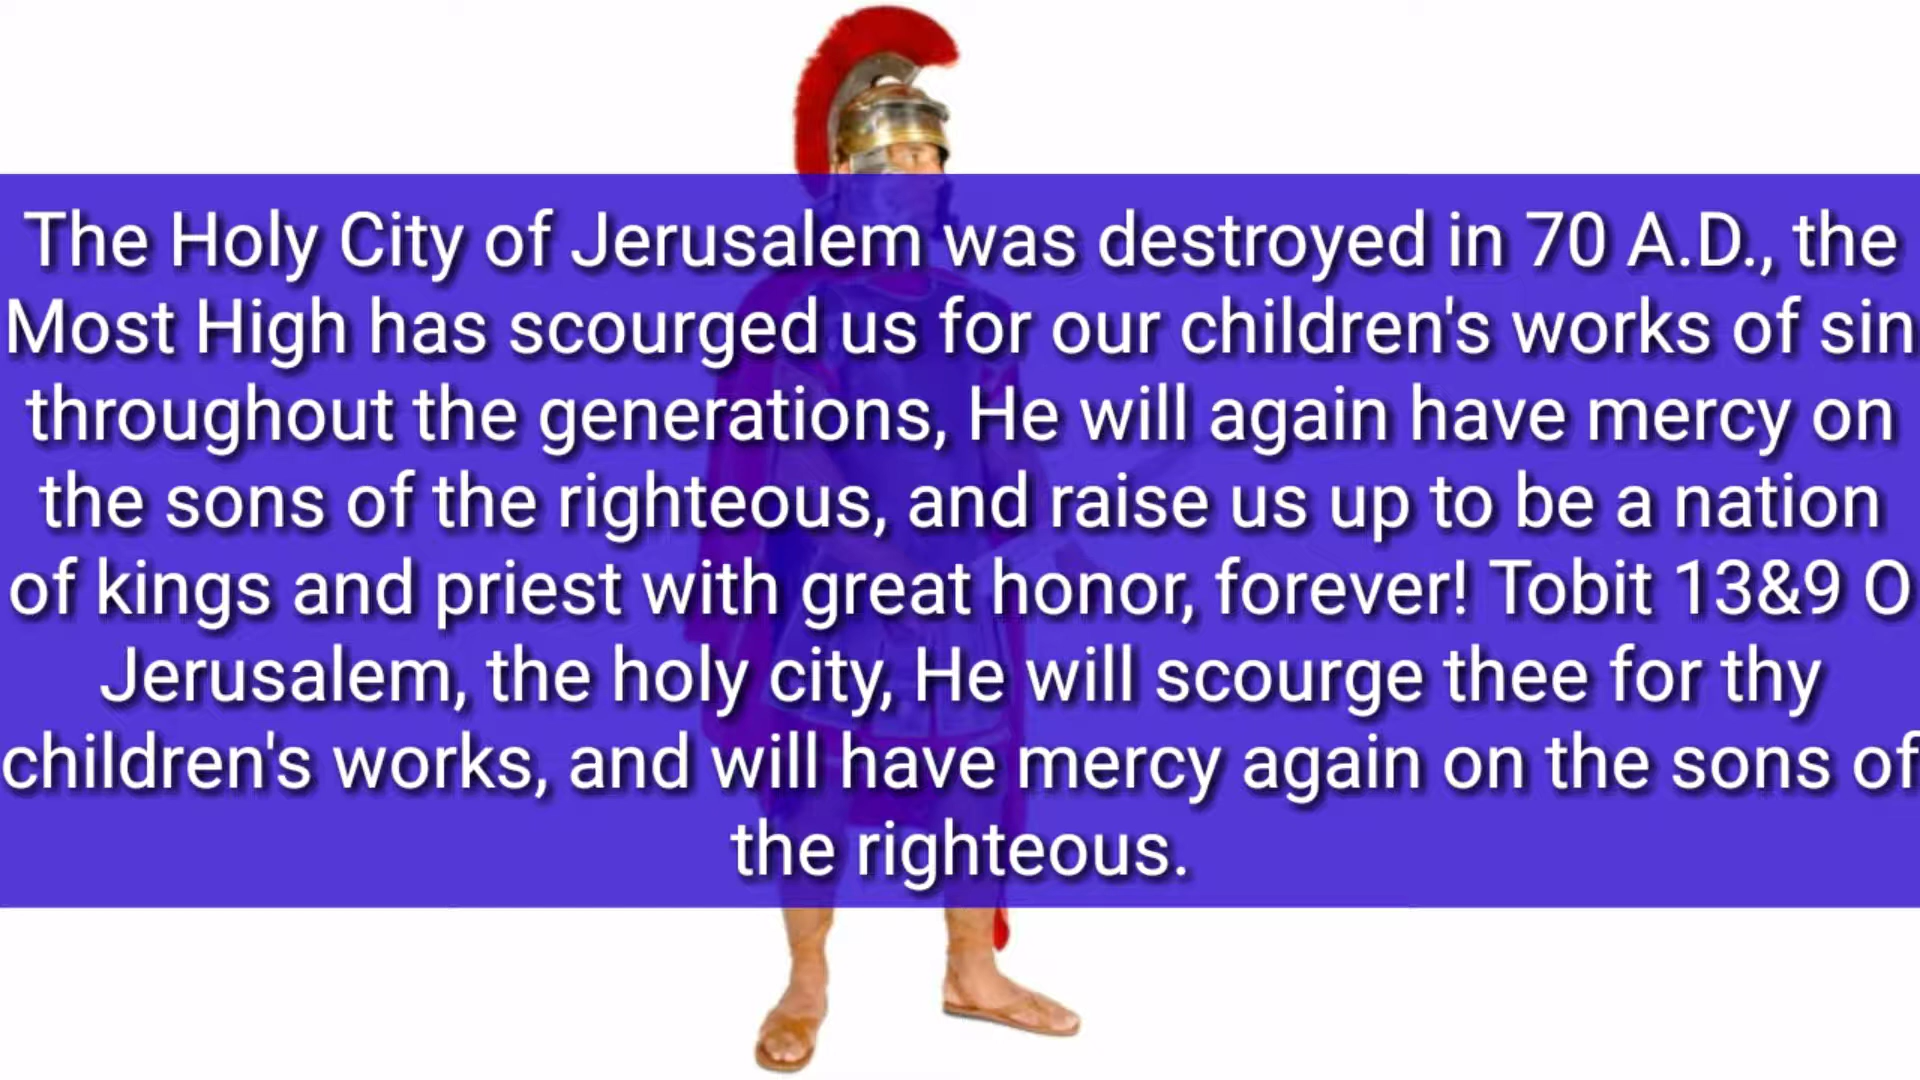 The Holy City of Jerusalem was destroyed in 70 A.D., the
Most High has scourged us for our children's works of sin
throughout the generations, He will again have mercy on
the sons of the righteous, and raise us up to be a nation
of kings and priest with great honor, forever! Tobit 13&9 O
Jerusalem, the holy city, He will scourge thee for thy
children's works, and will have mercy again on the sons of
the righteous.